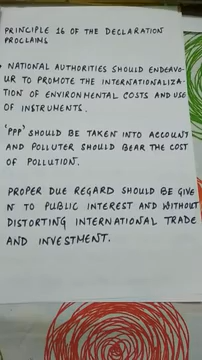 PRINCIPLE 16 OF THE DECLARATION
PROCLAIMS
• NATIONAL AUTHORITIES SHOULD ENDEAVO-
UR TO PROMOTE THE INTERNATIONALIZA-
TION OF ENVIRONMENTAL COSTS AND USE
OF INSTRUMENTS.
'PPP' SHOULD BE TAKEN INTO ACCOUNT
AND POLLUTER SHOULD BEAR THE COST
OF POLLUTION.
PROPER DUE REGARD SHOULD BE GIVE
N TO PUBLIC INTEREST AND WITHOUT
DISTORTING INTERNATIONAL TRADE
AND INVESTMENT.